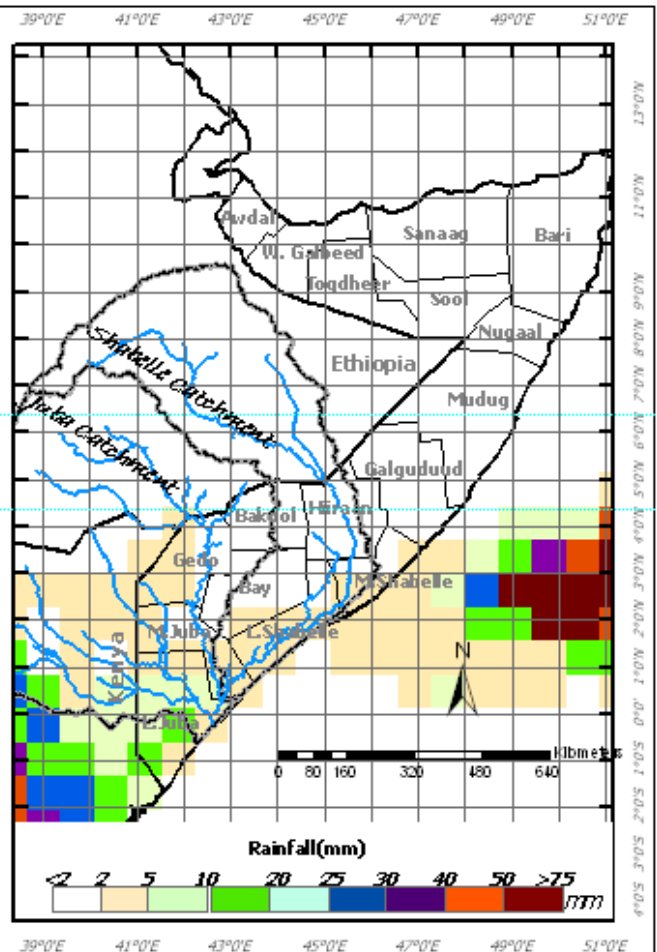 39°0'E 41°0'E 43°0'E 45°0'E 47°0'E 49°0'E 51°0'E
13°0'N
11°0'N
Awdal
Sanaag
Bari
W. Galbeed
Togdheer
Sool
9°0'N
Nugaal
8°0'N
Shabelle Catchment
Ethiopia
7°0'N
Mudug
Juba Catchment
6°0'N
Galguduud
5°0'N
Hiiraan
Bakool
4°0'N
Gedo
3°0'N
Bay
M.Shabelle
2°0'N
M.Juba
L.Shabelle
Kenya
N
1°0'N
0°0'
L.Juba
Kilometers
0 80 160 320 480 640
1°0'S
2°0'S
3°0'S
Rainfall(mm)
<2 2 5 10 20 25 30 40 50 >75
mm
4°0'S
39°0'E 41°0'E 43°0'E 45°0'E 47°0'E 49°0'E 51°0'E